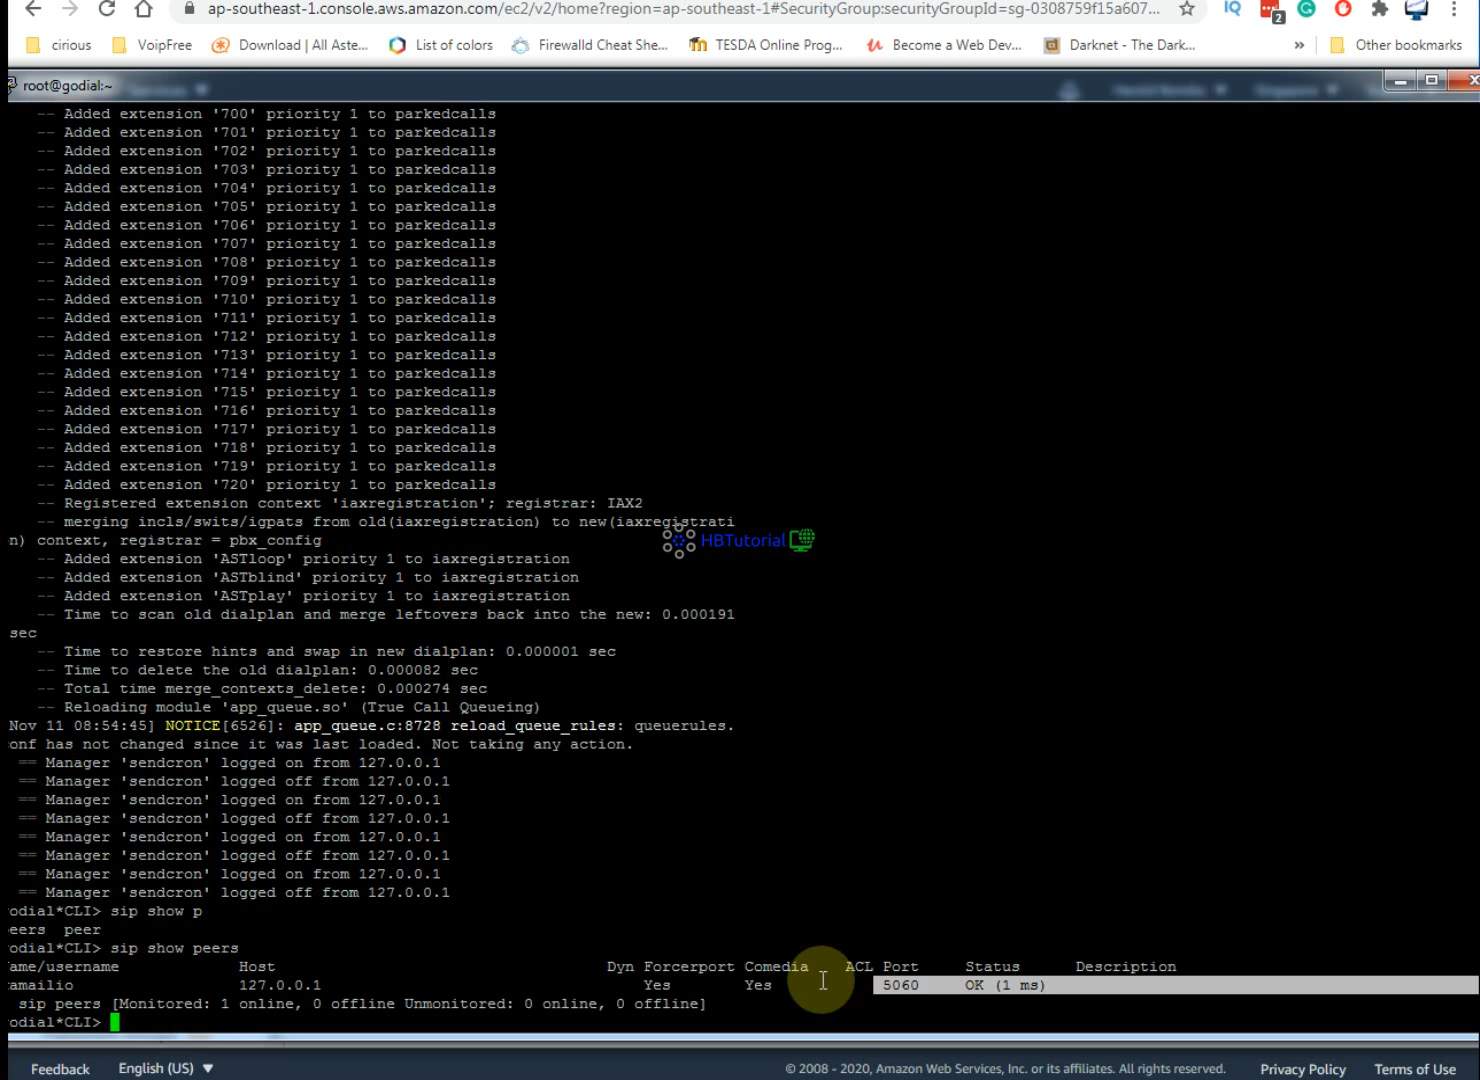 ap-southeast-1.console.aws.amazon.com/ec2/v2/home?region=ap-southeast-1#SecurityGroup:securityGroupId=sg-0308759f15a607...
IQ
2
cirious
VoipFree
Download | All Aste...
List of colors
Firewalld Cheat She...
TESDA Online Prog...
Become a Web Dev...
Darknet - The Dark...
»
Other bookmarks
root@godial:~
-- Added extension '700' priority 1 to parkedcalls
-- Added extension '701' priority 1 to parkedcalls
-- Added extension '702' priority 1 to parkedcalls
-- Added extension '703' priority 1 to parkedcalls
-- Added extension '704' priority 1 to parkedcalls
-- Added extension '705' priority 1 to parkedcalls
-- Added extension '706' priority 1 to parkedcalls
-- Added extension '707' priority 1 to parkedcalls
-- Added extension '708' priority 1 to parkedcalls
-- Added extension '709' priority 1 to parkedcalls
-- Added extension '710' priority 1 to parkedcalls
-- Added extension '711' priority 1 to parkedcalls
-- Added extension '712' priority 1 to parkedcalls
-- Added extension '713' priority 1 to parkedcalls
-- Added extension '714' priority 1 to parkedcalls
-- Added extension '715' priority 1 to parkedcalls
-- Added extension '716' priority 1 to parkedcalls
-- Added extension '717' priority 1 to parkedcalls
-- Added extension '718' priority 1 to parkedcalls
-- Added extension '719' priority 1 to parkedcalls
-- Added extension '720' priority 1 to parkedcalls
-- Registered extension context 'iaxregistration'; registrar: IAX2
-- merging incls/swits/igpats from old(iaxregistration) to new(iaxregistrati
n) context, registrar = pbx_config
HBTutorial
-- Added extension 'ASTloop' priority 1 to iaxregistration
-- Added extension 'ASTblind' priority 1 to iaxregistration
-- Added extension 'ASTplay' priority 1 to iaxregistration
-- Time to scan old dialplan and merge leftovers back into the new: 0.000191
sec
-- Time to restore hints and swap in new dialplan: 0.000001 sec
-- Time to delete the old dialplan: 0.000082 sec
-- Total time merge_contexts_delete: 0.000274 sec
-- Reloading module 'app_queue.so' (True Call Queueing)
Nov 11 08:54:45] NOTICE[6526]: app_queue.c:8728 reload_queue_rules: queuerules.
onf has not changed since it was last loaded. Not taking any action.
== Manager 'sendcron' logged on from 127.0.0.1
== Manager 'sendcron' logged off from 127.0.0.1
== Manager 'sendcron' logged on from 127.0.0.1
== Manager 'sendcron' logged off from 127.0.0.1
== Manager 'sendcron' logged on from 127.0.0.1
== Manager 'sendcron' logged off from 127.0.0.1
== Manager 'sendcron' logged on from 127.0.0.1
== Manager 'sendcron' logged off from 127.0.0.1
odial*CLI> sip show p
eers peer
odial*CLI> sip show peers
ame/username Host Dyn Forcerport Comedia ACL Port Status Description
amailio 127.0.0.1 Yes Yes 5060 OK (1 ms)
sip peers [Monitored: 1 online, 0 offline Unmonitored: 0 online, 0 offline]
odial*CLI>
Feedback English (US) © 2008 - 2020, Amazon Web Services, Inc. or its affiliates. All rights reserved. Privacy Policy Terms of Use